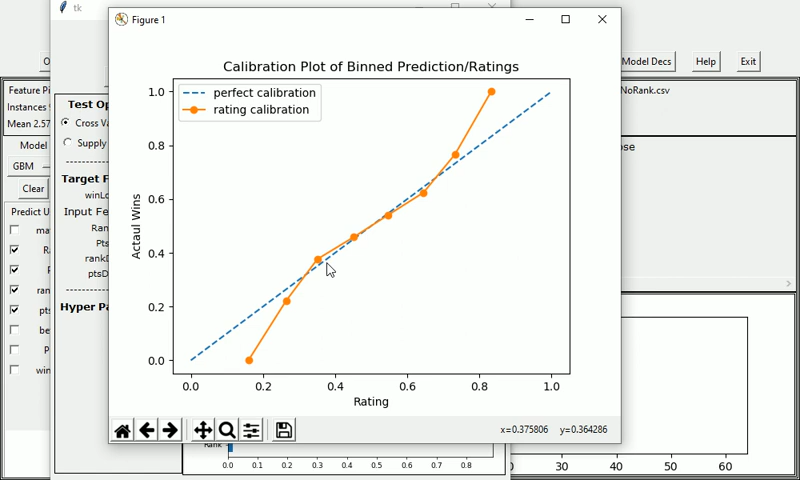 tk
Figure 1
Model Decs
Help
Exit
Feature Pi
NoRank.csv
Instances
Mean 2.57
Model
GBM
Clear
Predict U
ma
R
P
ran
pts
be
P
win
Test Op
Cross Va
Supply
Target F
winLo
Input Fe
Ran
Pts
rankD
ptsD
Hyper Pa
Calibration Plot of Binned Prediction/Ratings
perfect calibration
rating calibration
1.0
0.8
0.6
0.4
0.2
0.0
Actaul Wins
0.0 0.2 0.4 0.6 0.8 1.0
Rating
x=0.375806 y=0.364286
ose
Rank
0.0 0.1 0.2 0.3 0.4 0.5 0.6 0.7 0.8
30 40 50 60